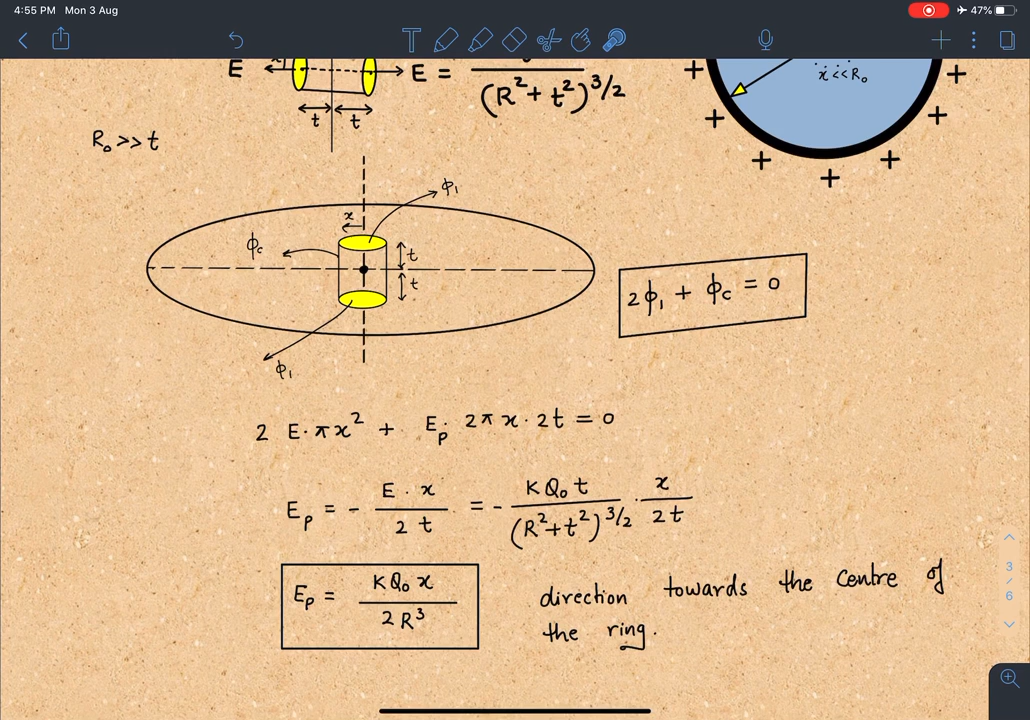 4:55 PM Mon 3 Aug
47%
E
E =
(R² + t²)^3/2
x << R₀
t t
R₀ >> t
x
ϕ₁
ϕc
t
t
2ϕ₁ + ϕc = 0
ϕ₁
2 E · πx² + Ep · 2πx · 2t = 0
Ep = - E · x / 2t = - KQ₀t / (R² + t²)^3/2 · x / 2t
Ep = KQ₀x / 2R³
direction towards the centre of
the ring.
3
/
6